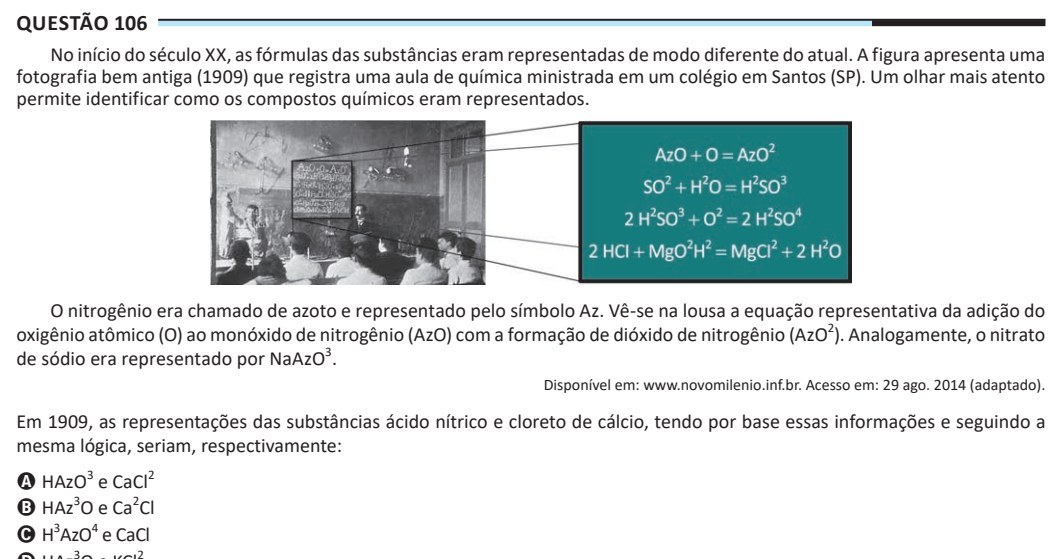 QUESTÃO 106
No início do século XX, as fórmulas das substâncias eram representadas de modo diferente do atual. A figura apresenta uma
fotografia bem antiga (1909) que registra uma aula de química ministrada em um colégio em Santos (SP). Um olhar mais atento
permite identificar como os compostos químicos eram representados.
AzO + O = AzO²
SO² + H²O = H²SO³
2 H²SO³ + O² = 2 H²SO⁴
2 HCl + MgO²H² = MgCl² + 2 H²O
O nitrogênio era chamado de azoto e representado pelo símbolo Az. Vê-se na lousa a equação representativa da adição do
oxigênio atômico (O) ao monóxido de nitrogênio (AzO) com a formação de dióxido de nitrogênio (AzO²). Analogamente, o nitrato
de sódio era representado por NaAzO³.
Disponível em: www.novomilenio.inf.br. Acesso em: 29 ago. 2014 (adaptado).
Em 1909, as representações das substâncias ácido nítrico e cloreto de cálcio, tendo por base essas informações e seguindo a
mesma lógica, seriam, respectivamente:
A HAzO³ e CaCl²
B HAz³O e Ca²Cl
C H³AzO⁴ e CaCl
D HAz³O e KCl²